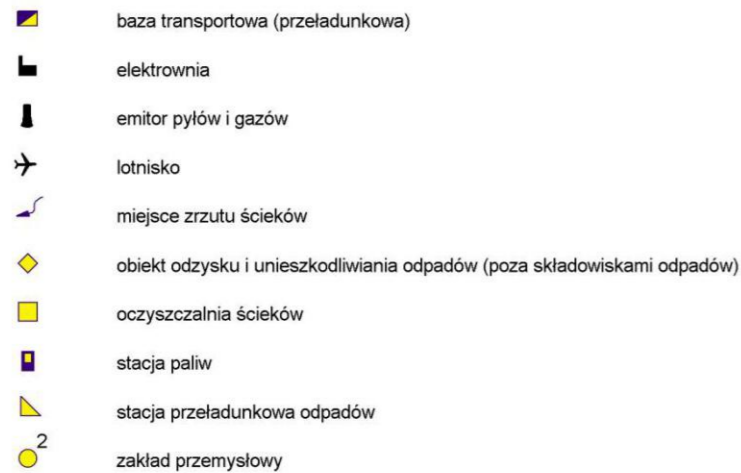 baza transportowa (przeładunkowa)
elektrownia
emitor pyłów i gazów
lotnisko
miejsce zrzutu ścieków
obiekt odzysku i unieszkodliwiania odpadów (poza składowiskami odpadów)
oczyszczalnia ścieków
stacja paliw
stacja przeładunkowa odpadów
2 zakład przemysłowy